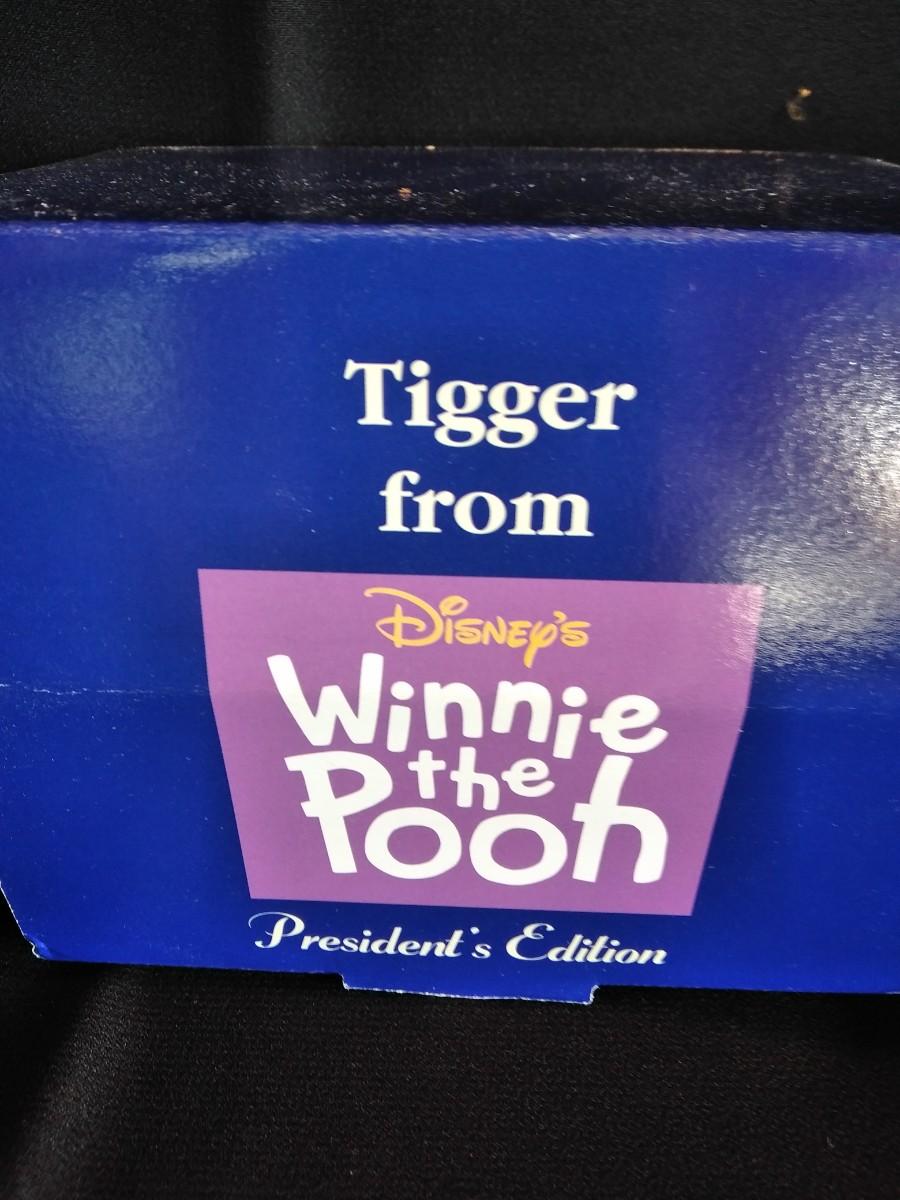 Tigger
from
Disney's
Winnie
the
Pooh
President's Edition